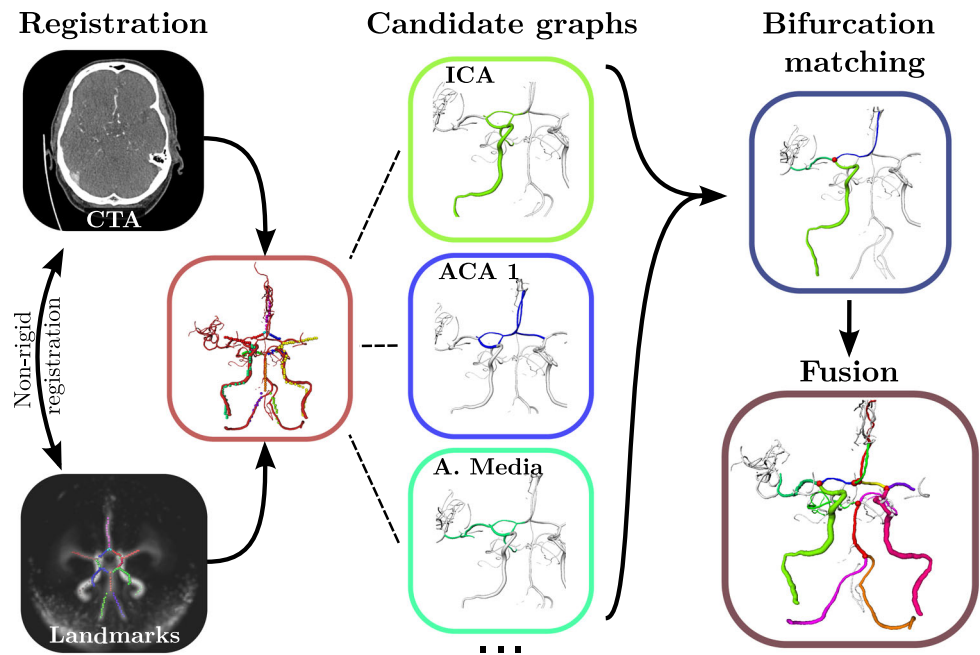 Registration
CTA
Non-rigid
registration
Landmarks
Candidate graphs
ICA
ACA 1
A. Media
...
Bifurcation
matching
Fusion